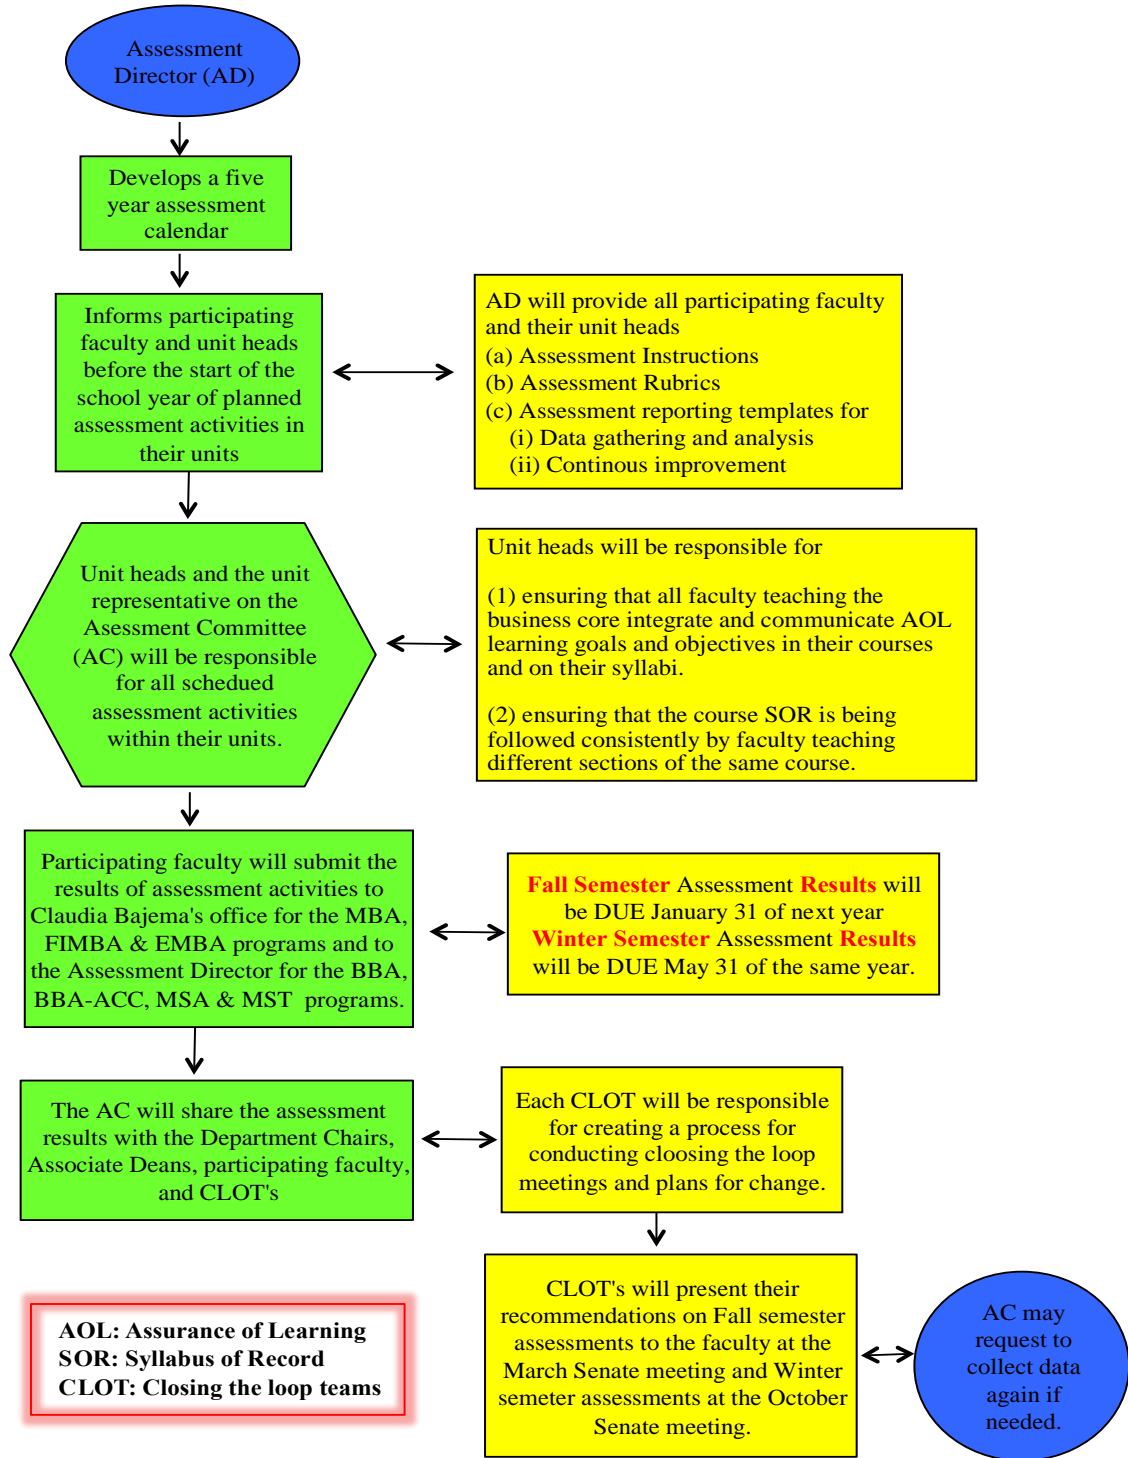 Assessment
Director (AD)
Develops a five
year assessment
calendar
Informs participating
faculty and unit heads
before the start of the
school year of planned
assessment activities in
their units
AD will provide all participating faculty
and their unit heads
(a) Assessment Instructions
(b) Assessment Rubrics
(c) Assessment reporting templates for
(i) Data gathering and analysis
(ii) Continous improvement
Unit heads and the unit
representative on the
Asessment Committee
(AC) will be responsible
for all schedued
assessment activities
within their units.
Unit heads will be responsible for
(1) ensuring that all faculty teaching the
business core integrate and communicate AOL
learning goals and objectives in their courses
and on their syllabi.
(2) ensuring that the course SOR is being
followed consistently by faculty teaching
different sections of the same course.
Participating faculty will submit the
results of assessment activities to
Claudia Bajema's office for the MBA,
FIMBA & EMBA programs and to
the Assessment Director for the BBA,
BBA-ACC, MSA & MST programs.
Fall Semester Assessment Results will
be DUE January 31 of next year
Winter Semester Assessment Results
will be DUE May 31 of the same year.
The AC will share the assessment
results with the Department Chairs,
Associate Deans, participating faculty,
and CLOT's
Each CLOT will be responsible
for creating a process for
conducting cloosing the loop
meetings and plans for change.
CLOT's will present their
recommendations on Fall semester
assessments to the faculty at the
March Senate meeting and Winter
semeter assessments at the October
Senate meeting.
AC may
request to
collect data
again if
needed.
AOL: Assurance of Learning
SOR: Syllabus of Record
CLOT: Closing the loop teams